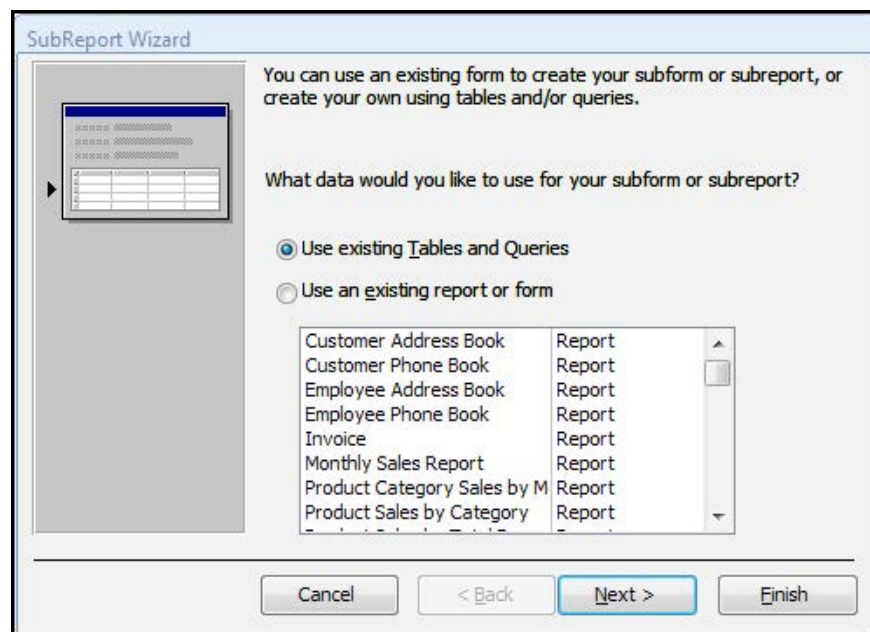 SubReport Wizard
You can use an existing form to create your subform or subreport, or
create your own using tables and/or queries.
What data would you like to use for your subform or subreport?
Use existing Tables and Queries
Use an existing report or form
Customer Address Book Report
Customer Phone Book Report
Employee Address Book Report
Employee Phone Book Report
Invoice Report
Monthly Sales Report Report
Product Category Sales by M Report
Product Sales by Category Report
Cancel < Back Next > Finish